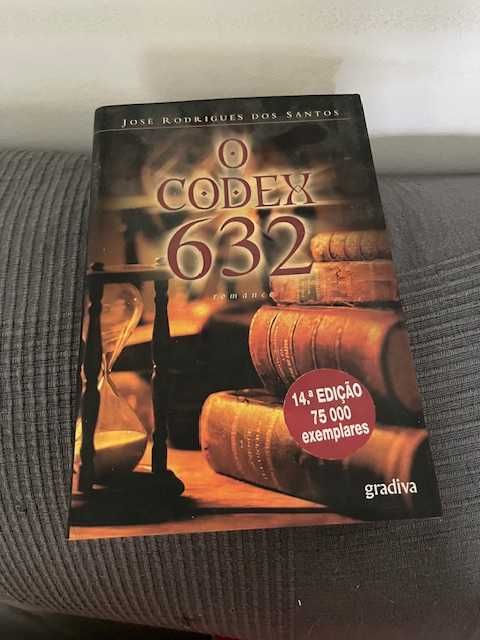 JOSÉ RODRIGUES DOS SANTOS
O
CODEX
632
romance
14.ª EDIÇÃO
75 000
exemplares
gradiva